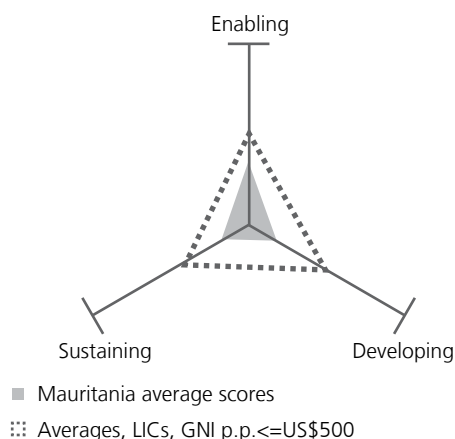 Enabling
Sustaining
Developing
Mauritania average scores
Averages, LICs, GNI p.p.<=US$500